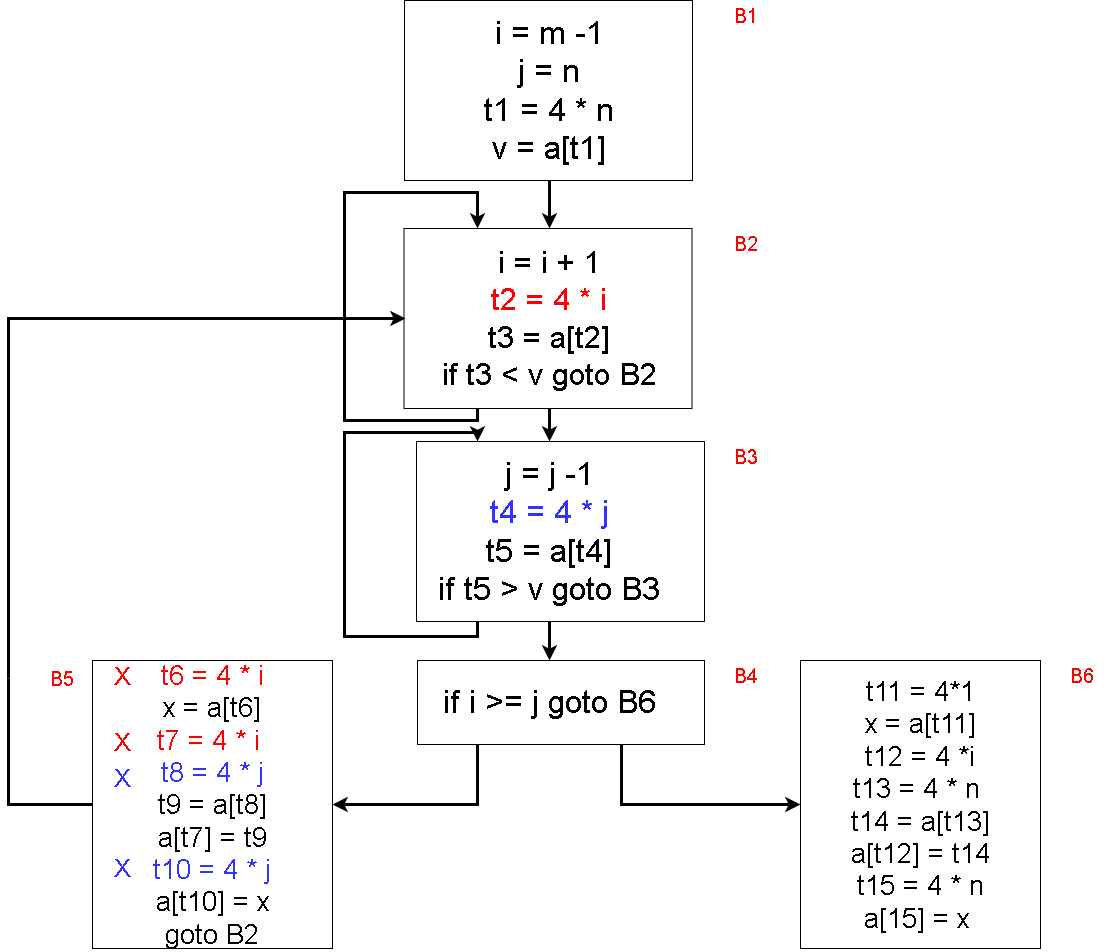 B1
i = m -1
j = n
t1 = 4 * n
v = a[t1]
B2
i = i + 1
t2 = 4 * i
t3 = a[t2]
if t3 < v goto B2
B3
j = j -1
t4 = 4 * j
t5 = a[t4]
if t5 > v goto B3
B4
if i >= j goto B6
B5
X t6 = 4 * i
x = a[t6]
X t7 = 4 * i
X t8 = 4 * j
t9 = a[t8]
a[t7] = t9
X t10 = 4 * j
a[t10] = x
goto B2
B6
t11 = 4*1
x = a[t11]
t12 = 4 *i
t13 = 4 * n
t14 = a[t13]
a[t12] = t14
t15 = 4 * n
a[15] = x